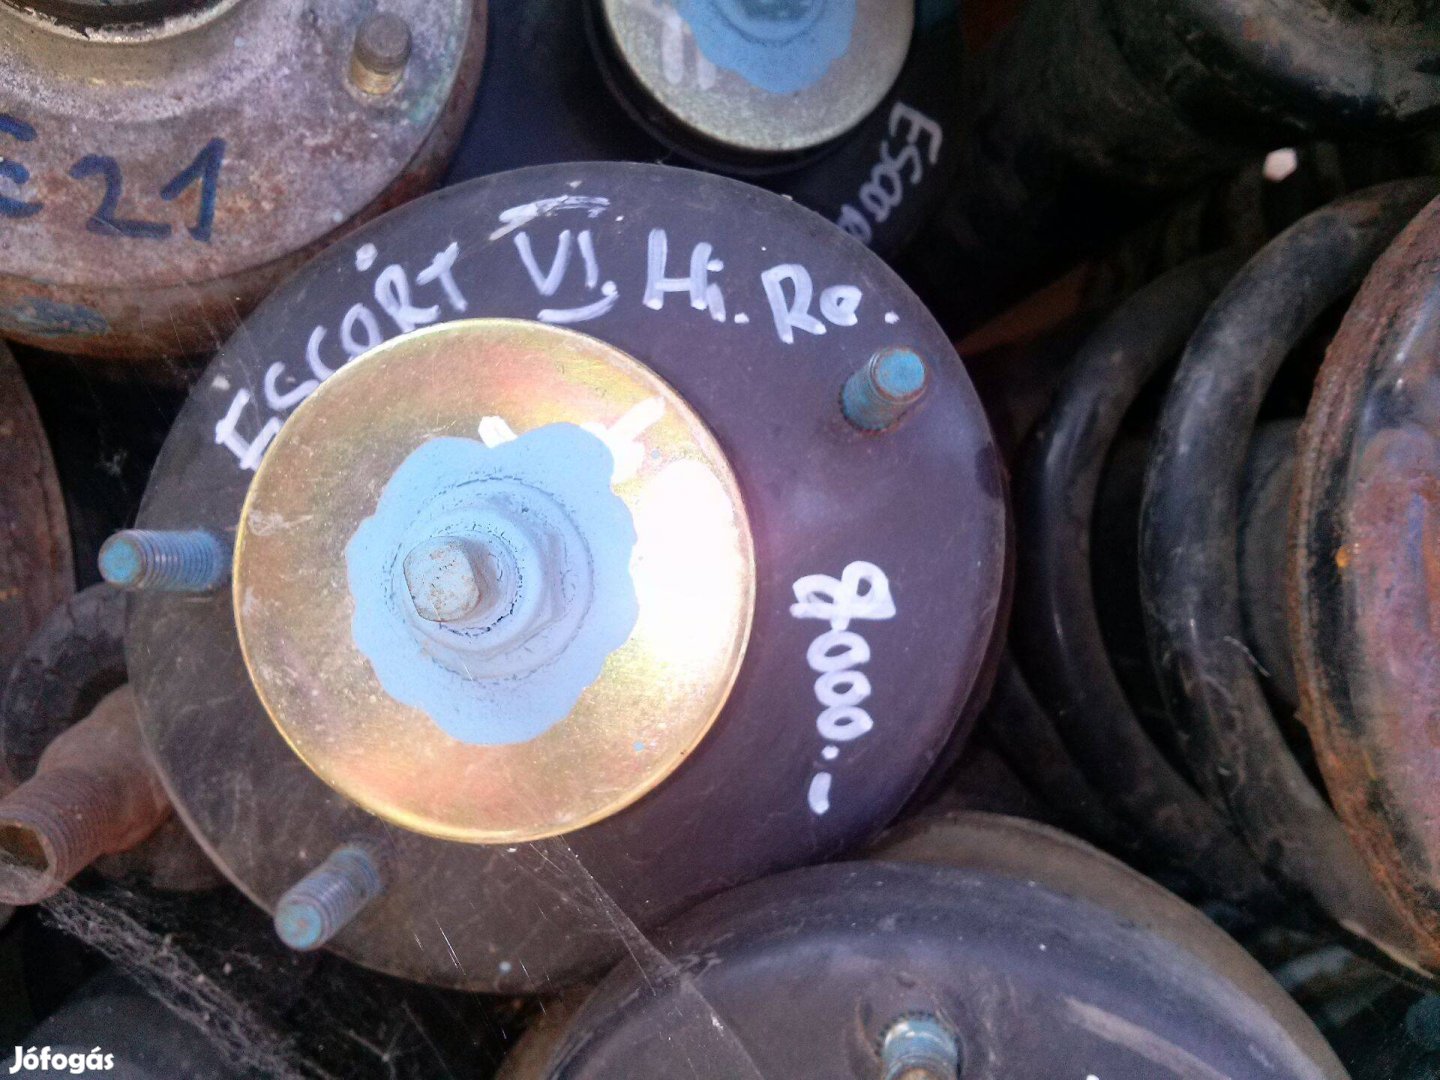 E21
ESCORT VI. Hi. Re.
8000.-
Jófogás